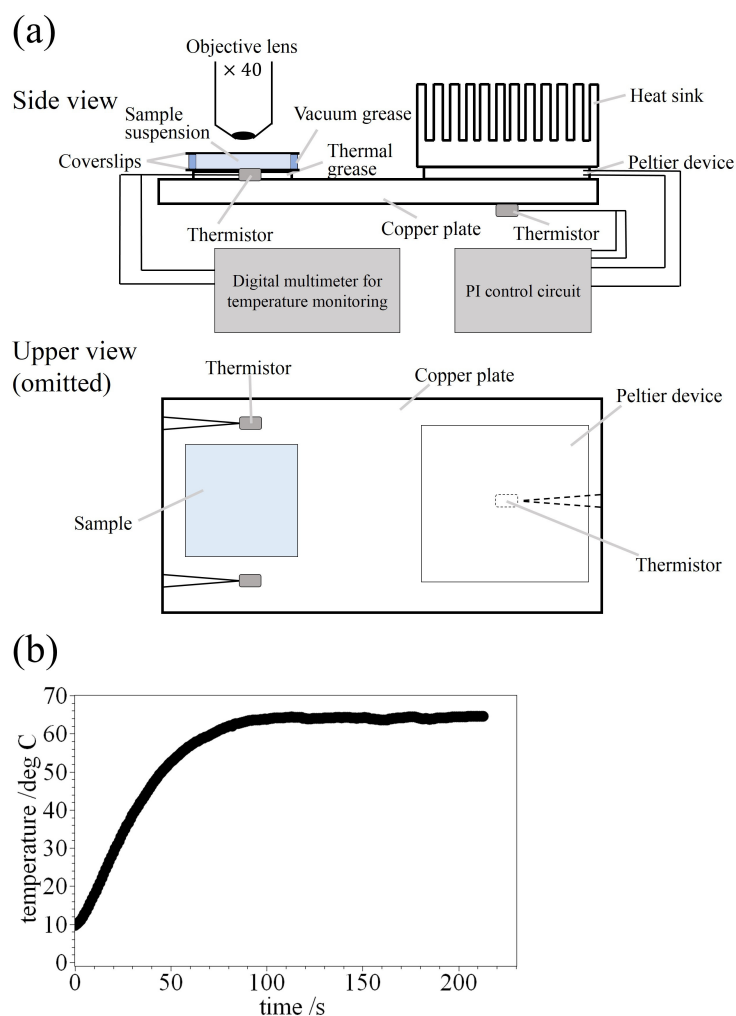 (a)
Objective lens
× 40
Side view
Heat sink
Sample
suspension
Vacuum grease
Coverslips
Thermal
grease
Peltier device
Thermistor
Copper plate
Thermistor
Digital multimeter for
temperature monitoring
PI control circuit
Upper view
(omitted)
Thermistor
Copper plate
Peltier device
Sample
Thermistor
(b)
70
60
50
40
30
20
10
0
temperature /deg C
0
50
100
150
200
time /s